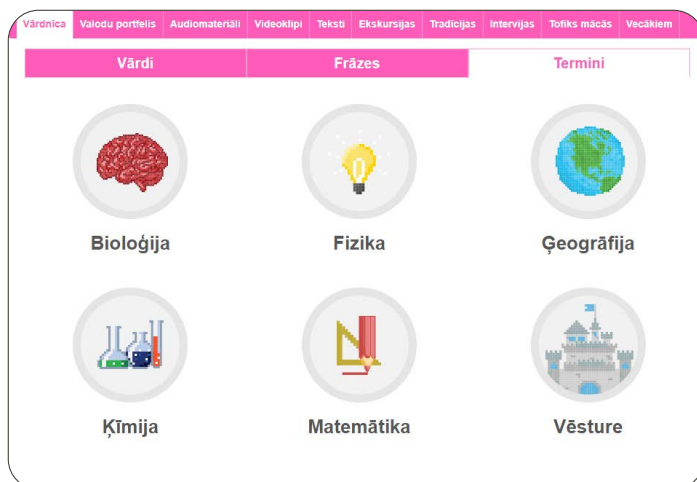 Vārdnīca Valodu portfelis Audiomateriāli Videoklipi Teksti Ekskursijas Tradīcijas Intervijas Tofiks mācās Vecākiem
Vārdi Frāzes Termini
Bioloģija Fizika Ģeogrāfija
Ķīmija Matemātika Vēsture